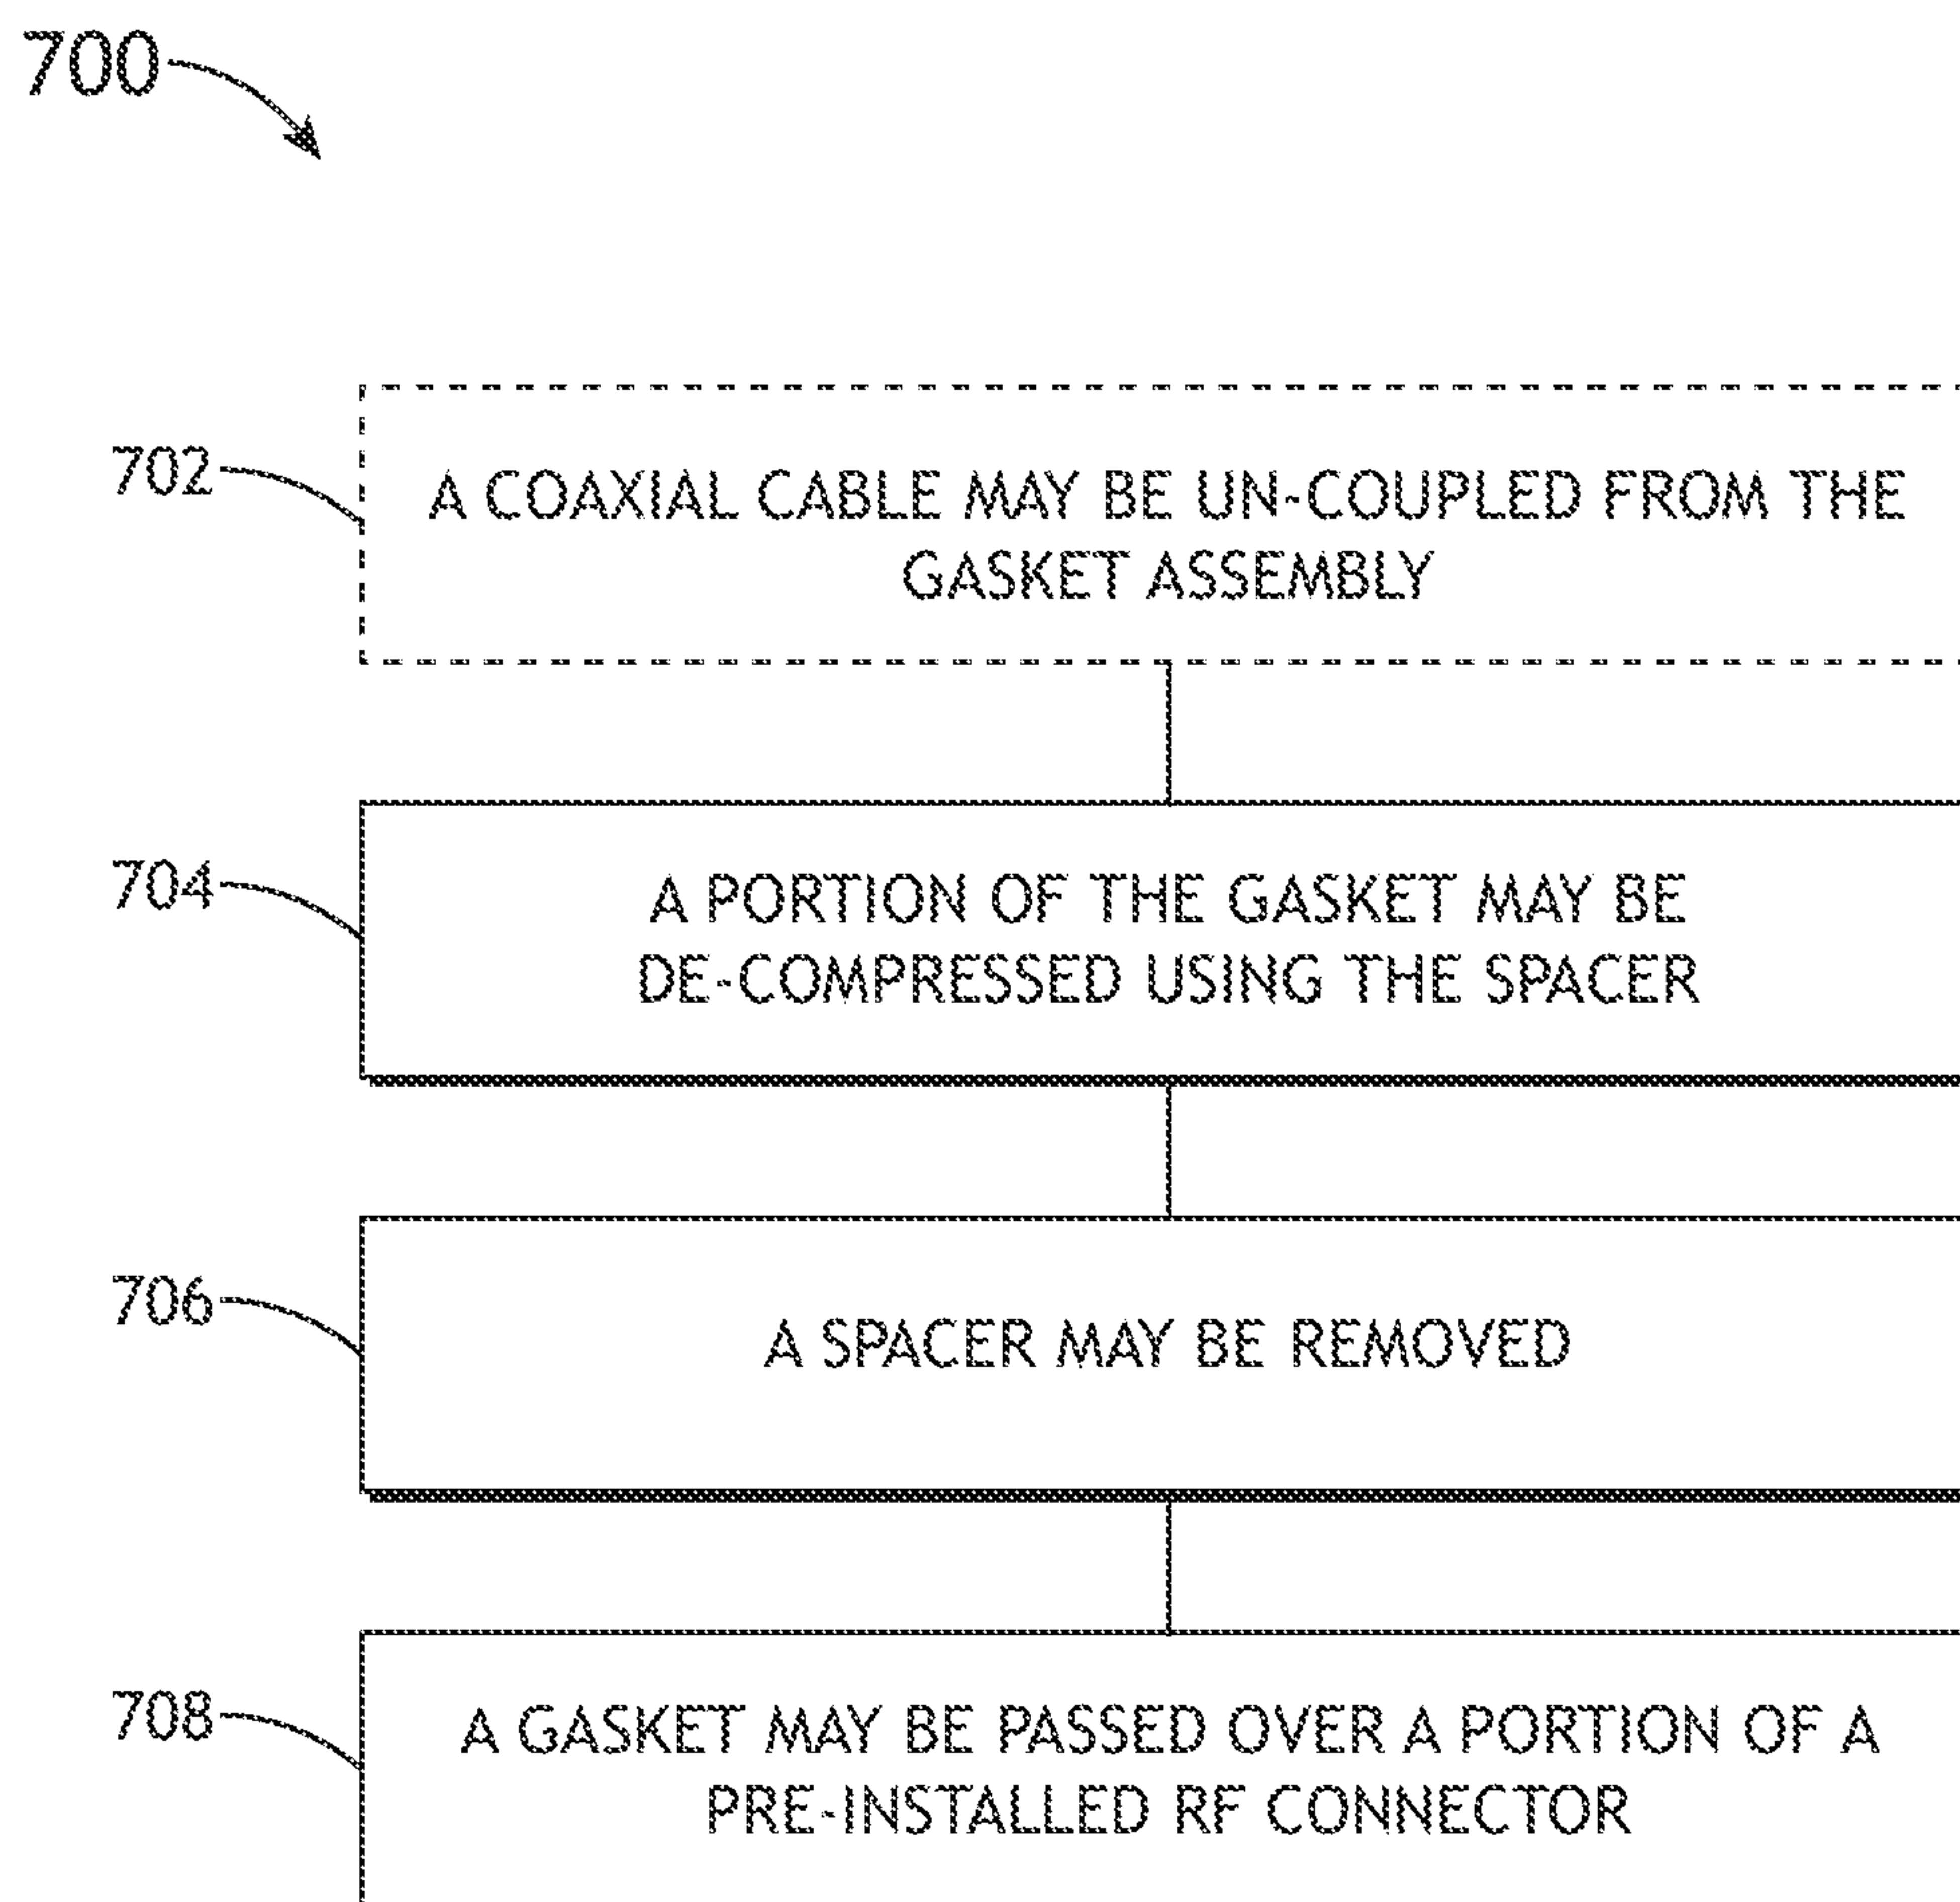 700
702
A COAXIAL CABLE MAY BE UN-COUPLED FROM THE
GASKET ASSEMBLY
704
A PORTION OF THE GASKET MAY BE
DE-COMPRESSED USING THE SPACER
706
A SPACER MAY BE REMOVED
708
A GASKET MAY BE PASSED OVER A PORTION OF A
PRE-INSTALLED RF CONNECTOR